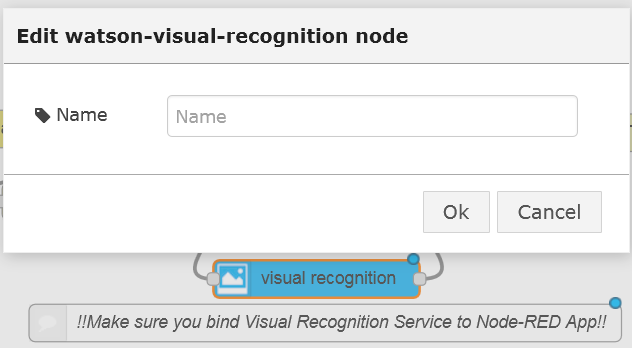 Edit watson-visual-recognition node
Name
Name
Ok
Cancel
visual recognition
!!Make sure you bind Visual Recognition Service to Node-RED App!!